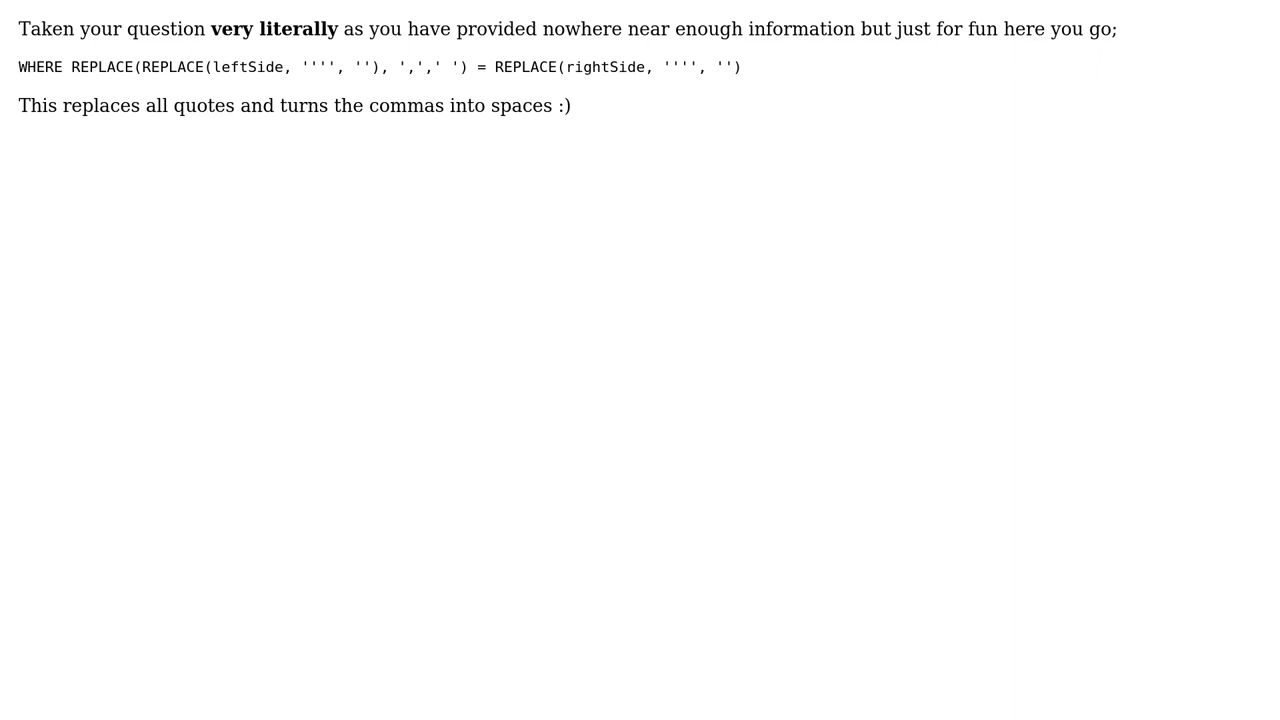 Taken your question very literally as you have provided nowhere near enough information but just for fun here you go;
WHERE REPLACE(REPLACE(leftSide, '''', ''), ',',' ') = REPLACE(rightSide, '''', '')
This replaces all quotes and turns the commas into spaces :)